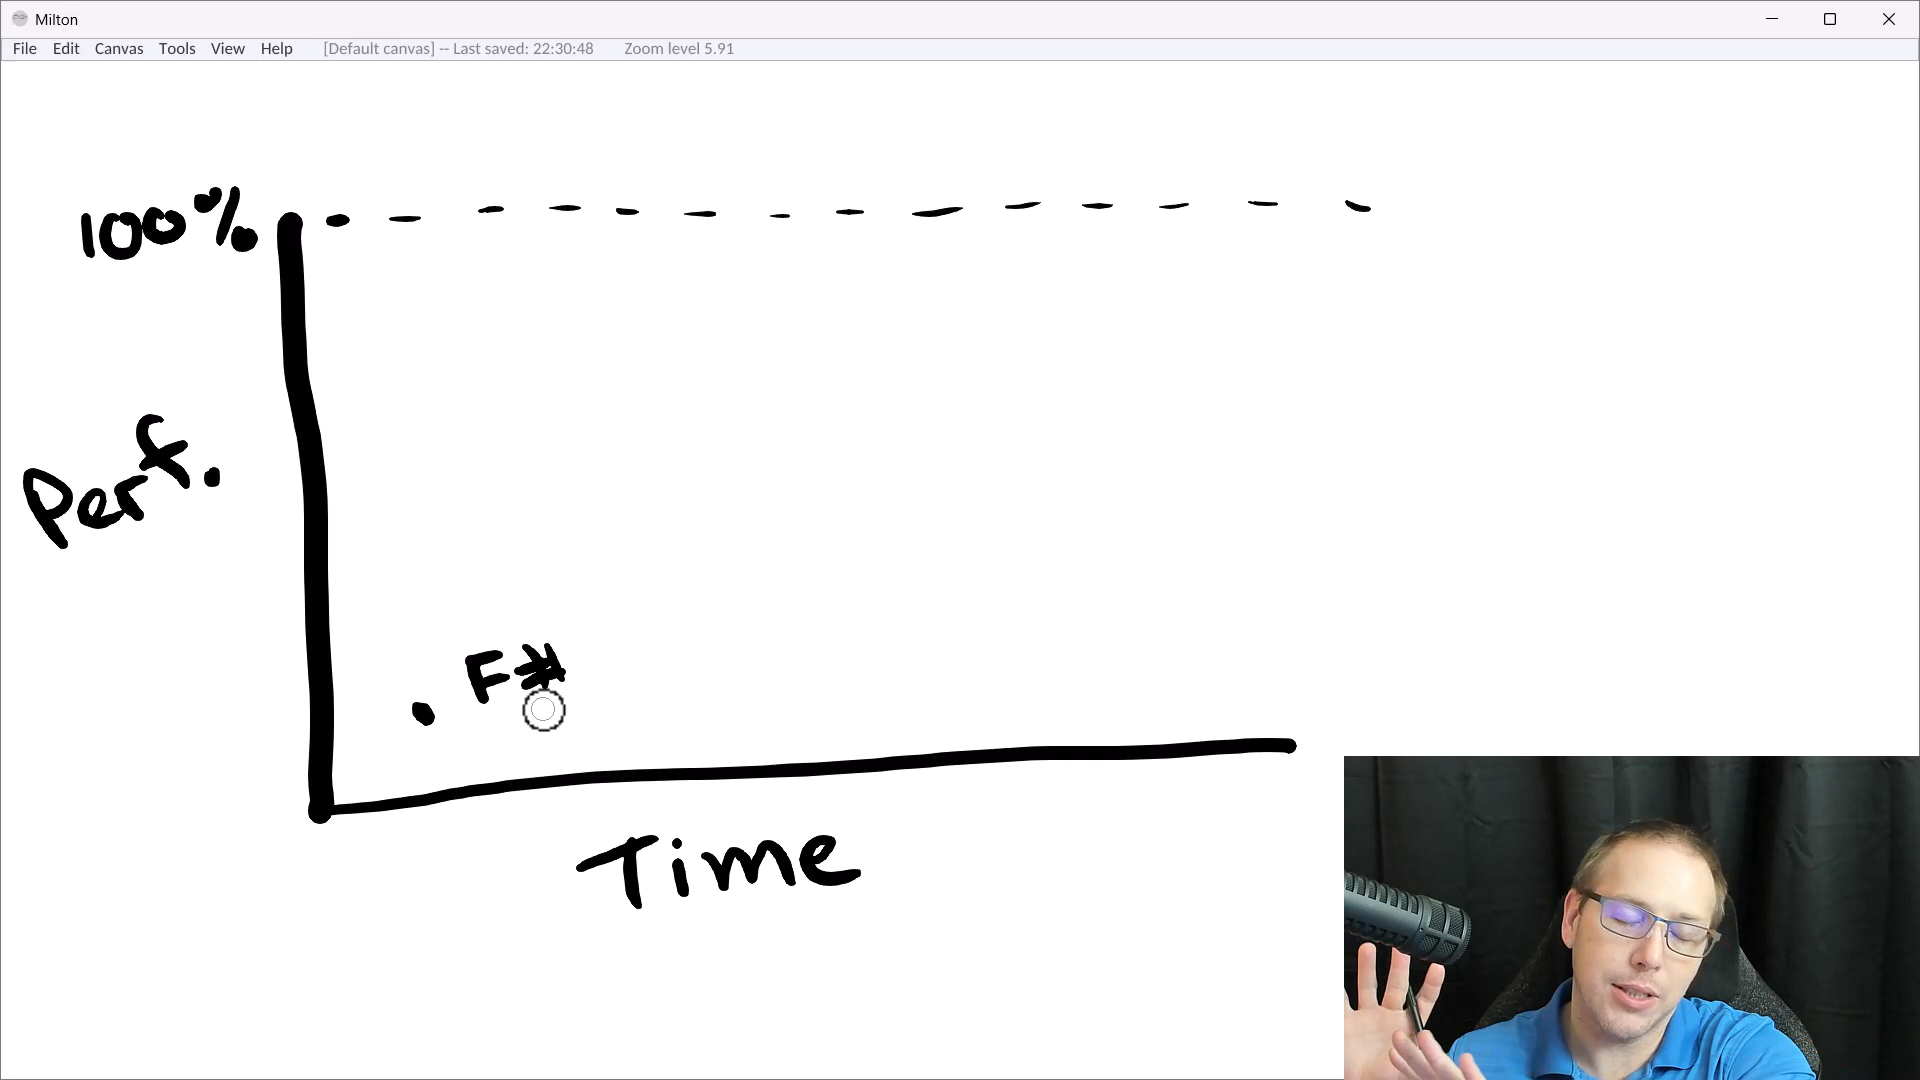 Milton
File Edit Canvas Tools View Help [Default canvas] -- Last saved: 22:30:48 Zoom level 5.91
100%
Perf.
F#
Time